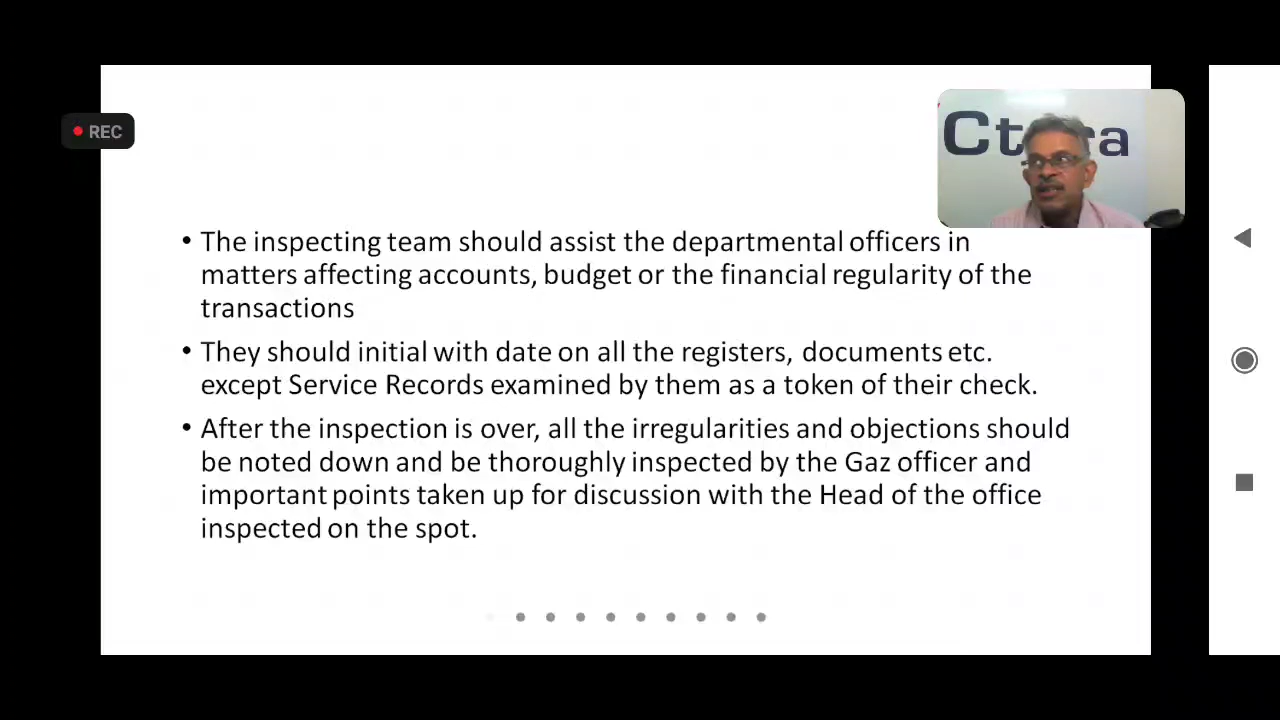 REC
• The inspecting team should assist the departmental officers in
matters affecting accounts, budget or the financial regularity of the
transactions
• They should initial with date on all the registers, documents etc.
except Service Records examined by them as a token of their check.
• After the inspection is over, all the irregularities and objections should
be noted down and be thoroughly inspected by the Gaz officer and
important points taken up for discussion with the Head of the office
inspected on the spot.